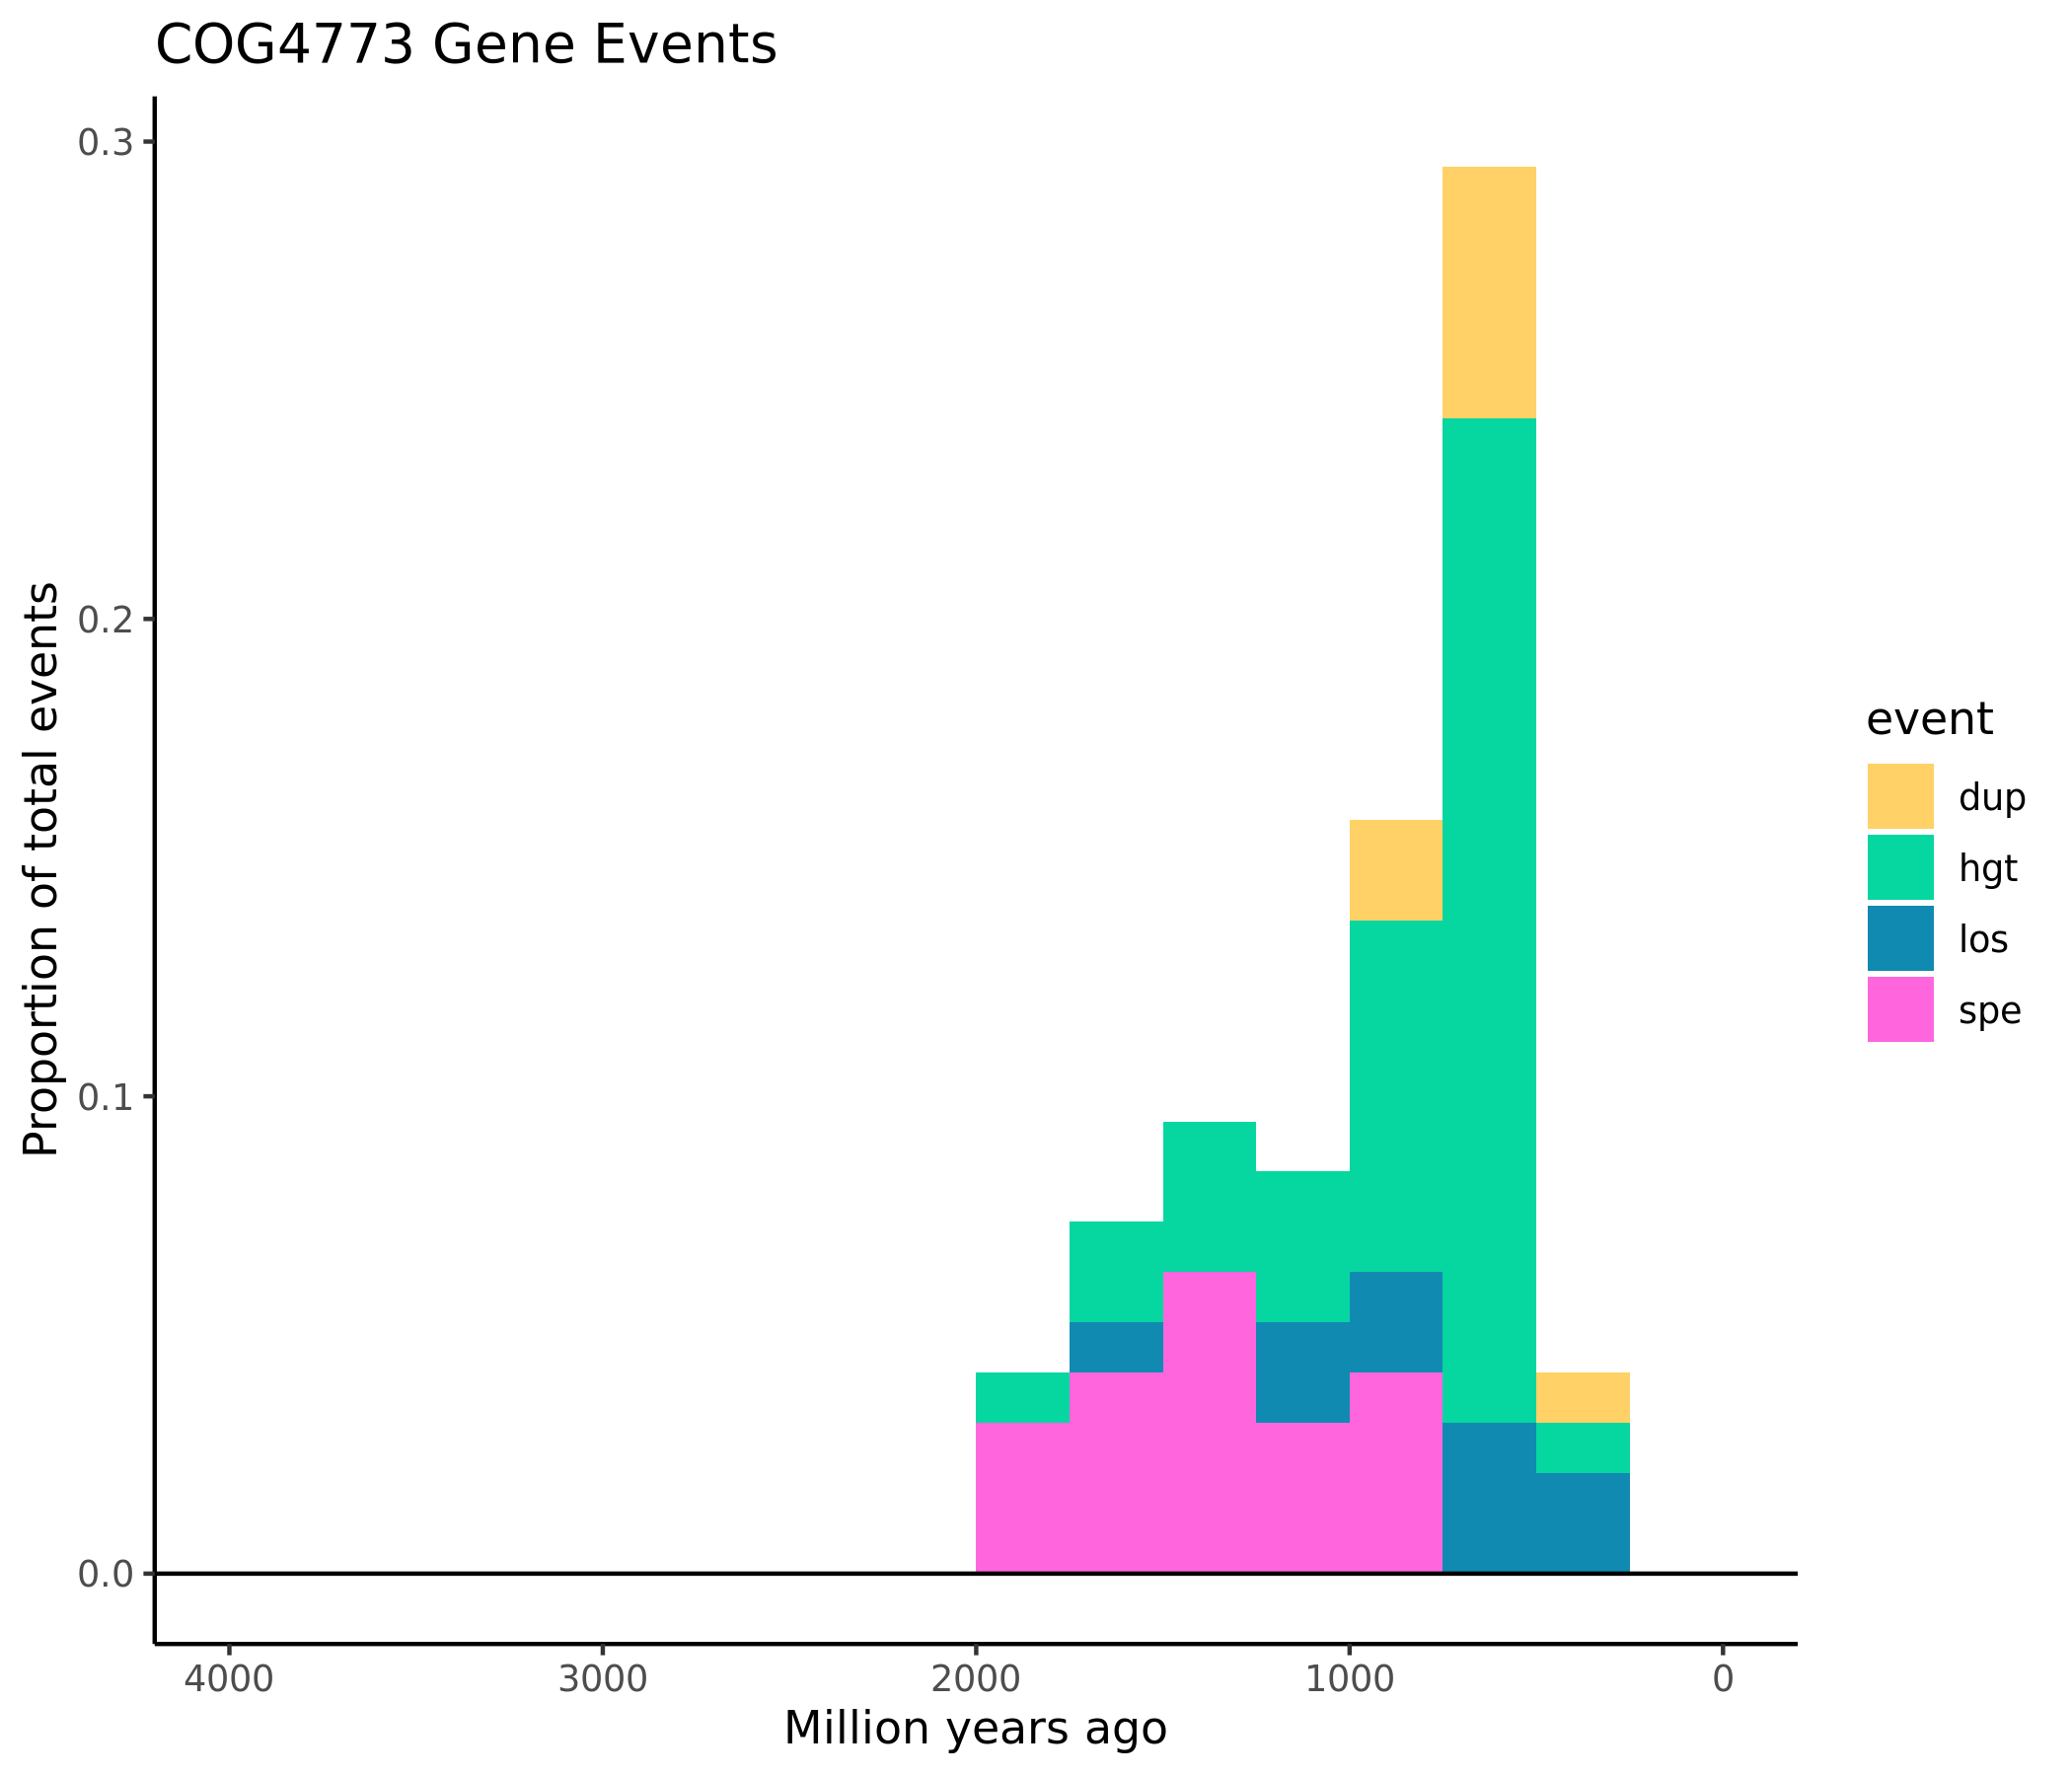 COG4773 Gene Events
Proportion of total events
0.3
0.2
0.1
0.0
4000 3000 2000 1000 0
Million years ago
event
dup
hgt
los
spe